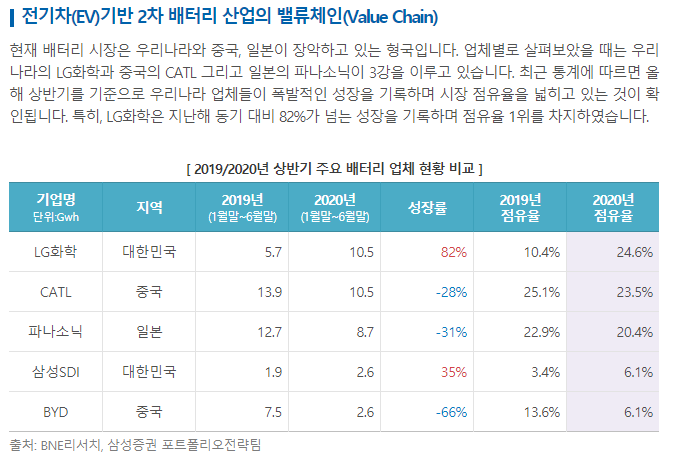 전기차(EV)기반 2차 배터리 산업의 밸류체인(Value Chain)
현재 배터리 시장은 우리나라와 중국, 일본이 장악하고 있는 형국입니다. 업체별로 살펴보았을 때는 우리
나라의 LG화학과 중국의 CATL 그리고 일본의 파나소닉이 3강을 이루고 있습니다. 최근 통계에 따르면 올
해 상반기를 기준으로 우리나라 업체들이 폭발적인 성장을 기록하며 시장 점유율을 넓히고 있는 것이 확
인됩니다. 특히, LG화학은 지난해 동기 대비 82%가 넘는 성장을 기록하며 점유율 1위를 차지하였습니다.
[ 2019/2020년 상반기 주요 배터리 업체 현황 비교 ]
기업명 단위:Gwh 지역 2019년 (1월말~6월말) 2020년 (1월말~6월말) 성장률 2019년 점유율 2020년 점유율
LG화학 대한민국 5.7 10.5 82% 10.4% 24.6%
CATL 중국 13.9 10.5 -28% 25.1% 23.5%
파나소닉 일본 12.7 8.7 -31% 22.9% 20.4%
삼성SDI 대한민국 1.9 2.6 35% 3.4% 6.1%
BYD 중국 7.5 2.6 -66% 13.6% 6.1%
출처: BNE리서치, 삼성증권 포트폴리오전략팀